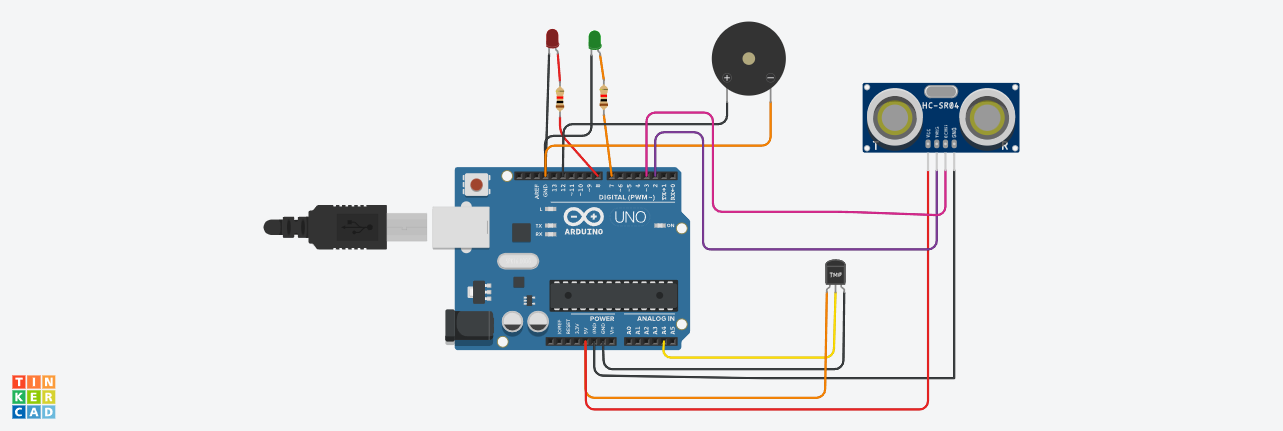 +
−
HC-SR04
VCC
TRIG
ECHO
GND
T
R
AREF
GND
13
12
~11
~10
~9
8
7
~6
~5
4
~3
2
TX→1
RX←0
DIGITAL (PWM ~)
L
TX
RX
UNO
ON
ARDUINO
TMP
POWER
ANALOG IN
IOREF
RESET
3.3V
5V
GND
GND
Vin
A0
A1
A2
A3
A4
A5
TIN
KER
CAD